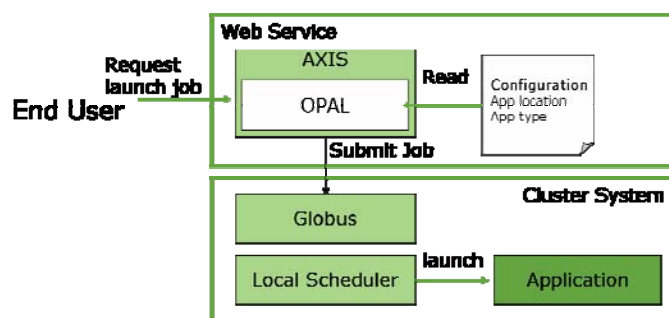 Web Service
AXIS
Request
launch job
Read
Configuration
App location
App type
End User
OPAL
Submit Job
Cluster System
Globus
launch
Local Scheduler
Application